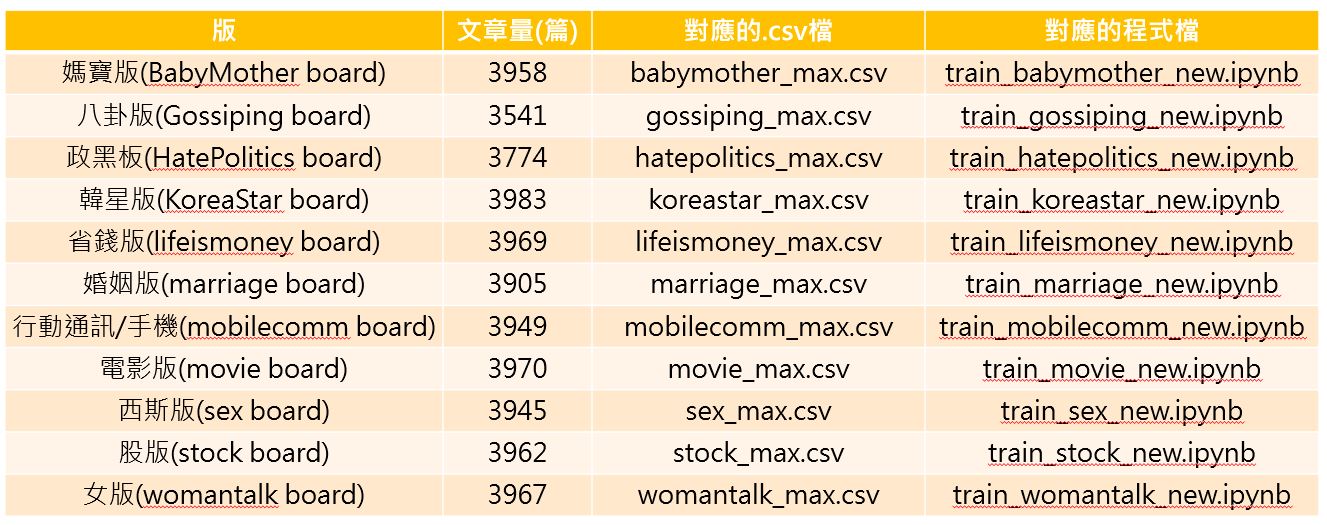 版 文章量(篇) 對應的.csv檔 對應的程式檔
媽寶版(BabyMother board) 3958 babymother_max.csv train_babymother_new.ipynb
八卦版(Gossiping board) 3541 gossiping_max.csv train_gossiping_new.ipynb
政黑板(HatePolitics board) 3774 hatepolitics_max.csv train_hatepolitics_new.ipynb
韓星版(KoreaStar board) 3983 koreastar_max.csv train_koreastar_new.ipynb
省錢版(lifeismoney board) 3969 lifeismoney_max.csv train_lifeismoney_new.ipynb
婚姻版(marriage board) 3905 marriage_max.csv train_marriage_new.ipynb
行動通訊/手機(mobilecomm board) 3949 mobilecomm_max.csv train_mobilecomm_new.ipynb
電影版(movie board) 3970 movie_max.csv train_movie_new.ipynb
西斯版(sex board) 3945 sex_max.csv train_sex_new.ipynb
股版(stock board) 3962 stock_max.csv train_stock_new.ipynb
女版(womantalk board) 3967 womantalk_max.csv train_womantalk_new.ipynb